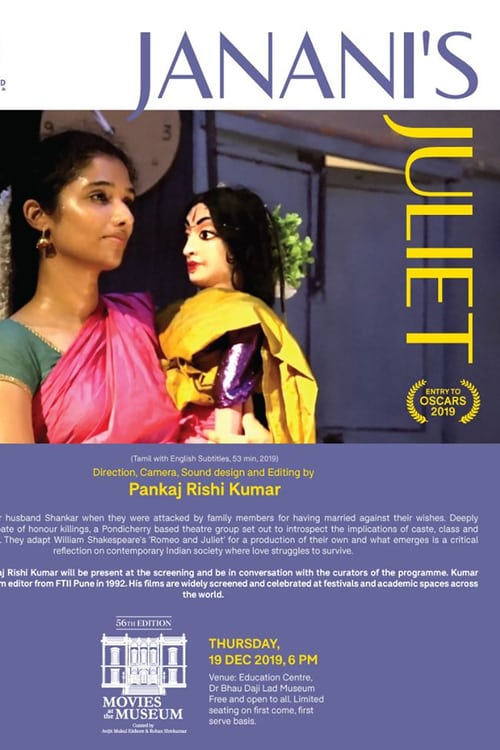 JANANI'S
JULIET
ENTRY TO
OSCARS
2019
(Tamil with English Subtitles, 53 min, 2019)
Direction, Camera, Sound design and Editing by
Pankaj Rishi Kumar
husband Shankar when they were attacked by family members for having married against their wishes. Deeply
of honour killings, a Pondicherry based theatre group set out to introspect the implications of caste, class and
They adapt William Shakespeare's 'Romeo and Juliet' for a production of their own and what emerges is a critical
reflection on contemporary Indian society where love struggles to survive.
Rishi Kumar will be present at the screening and be in conversation with the curators of the programme. Kumar
editor from FTII Pune in 1992. His films are widely screened and celebrated at festivals and academic spaces across
the world.
56TH EDITION
MOVIES
at the MUSEUM
Curated by
Avijit Mukul Kishore & Rohan Shivkumar
THURSDAY,
19 DEC 2019, 6 PM
Venue: Education Centre,
Dr Bhau Daji Lad Museum
Free and open to all. Limited
seating on first come, first
serve basis.